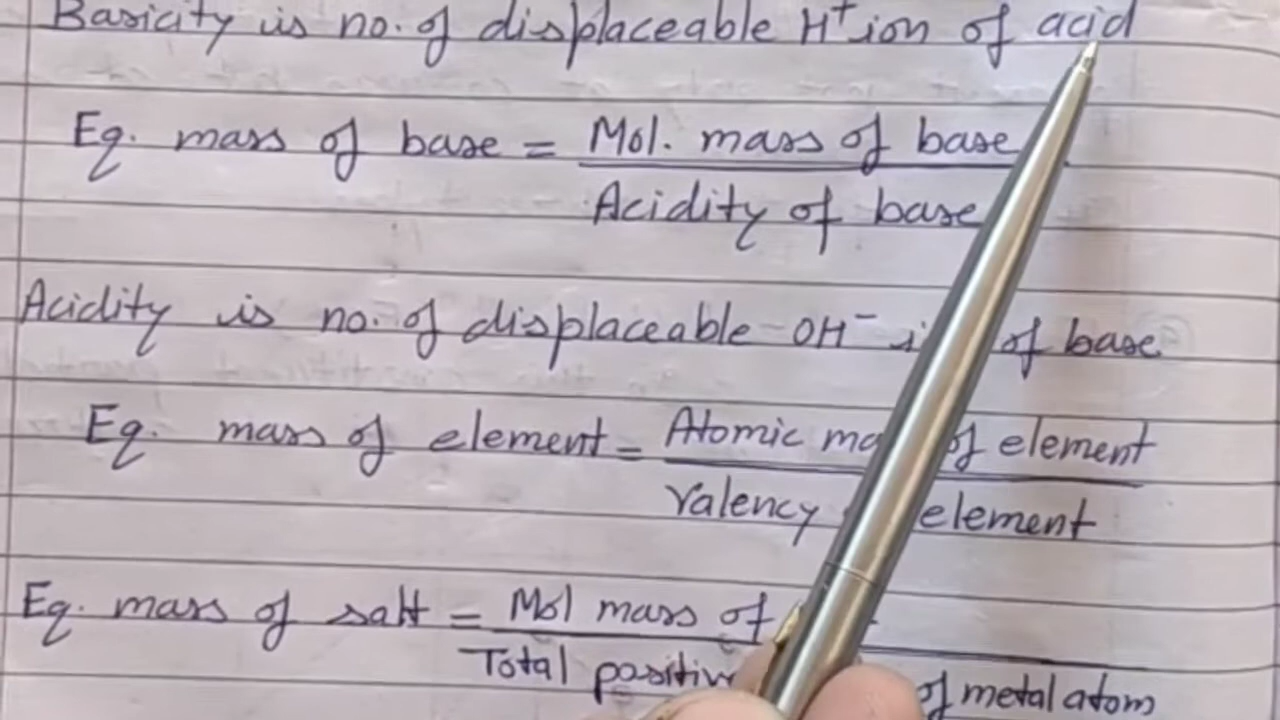 Basicity is no. of displaceable H⁺ ion of acid
Eq. mass of base = Mol. mass of base
Acidity of base
Acidity is no. of displaceable OH⁻ of base
Eq. mass of element = Atomic of element
Valency element
Eq. mass of salt = Mol mass of
Total of metal atom